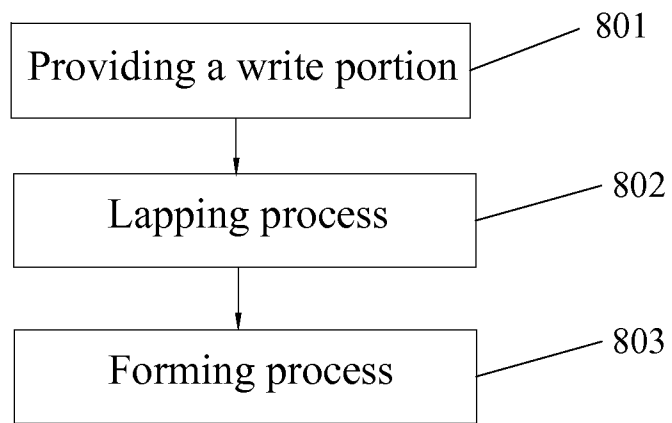 801
Providing a write portion
802
Lapping process
803
Forming process